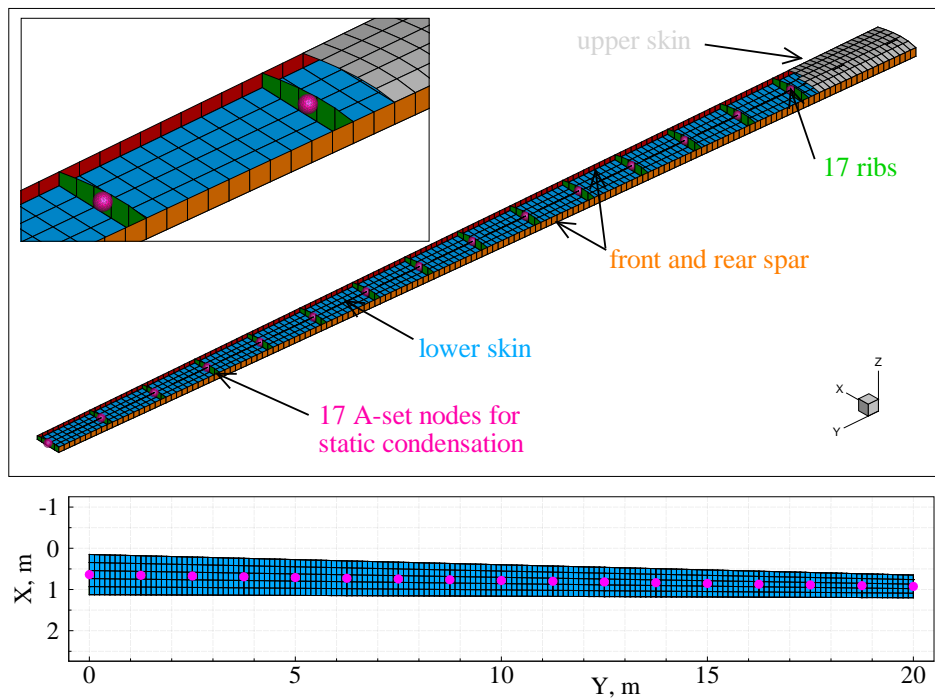 upper skin
17 ribs
front and rear spar
lower skin
17 A-set nodes for
static condensation
Z
X
Y
-1
0
1
2
X, m
0
5
10
15
20
Y, m